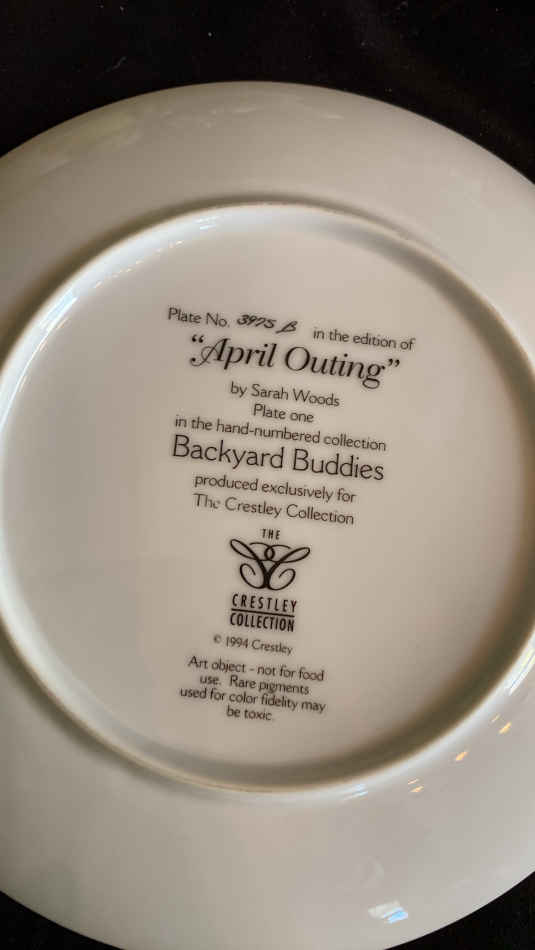 Plate No. 3975 B in the edition of
“April Outing”
by Sarah Woods
Plate one
in the hand-numbered collection
Backyard Buddies
produced exclusively for
The Crestley Collection
THE
CRESTLEY
COLLECTION
© 1994 Crestley
Art object - not for food
use. Rare pigments
used for color fidelity may
be toxic.